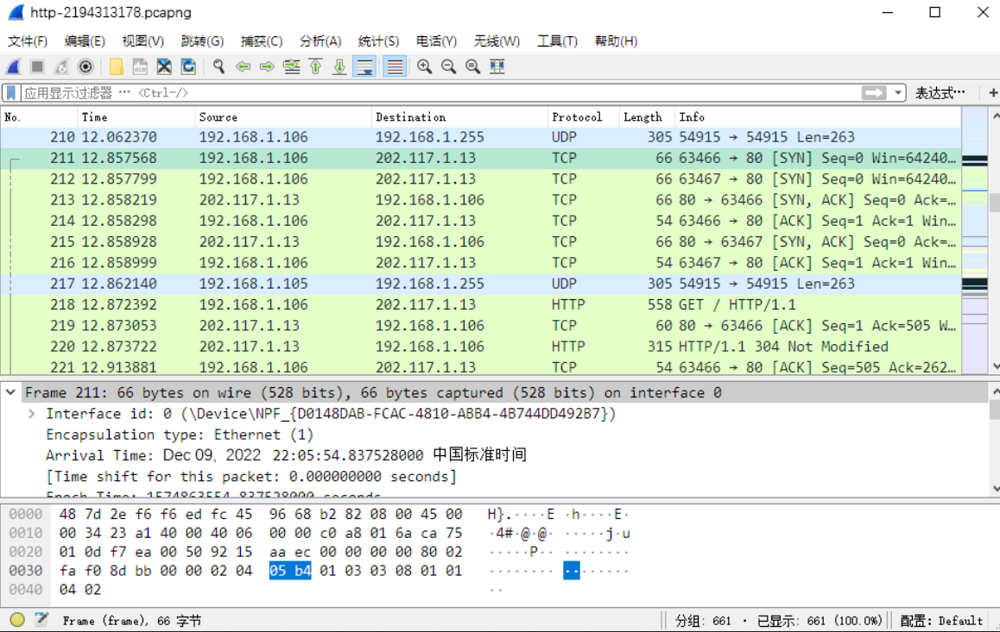 http-2194313178.pcapng
文件(F) 编辑(E) 视图(V) 跳转(G) 捕获(C) 分析(A) 统计(S) 电话(Y) 无线(W) 工具(T) 帮助(H)
应用显示过滤器 … <Ctrl-/> 表达式… +
No. Time Source Destination Protocol Length Info
210 12.062370 192.168.1.106 192.168.1.255 UDP 305 54915 → 54915 Len=263
211 12.857568 192.168.1.106 202.117.1.13 TCP 66 63466 → 80 [SYN] Seq=0 Win=64240…
212 12.857799 192.168.1.106 202.117.1.13 TCP 66 63467 → 80 [SYN] Seq=0 Win=64240…
213 12.858219 202.117.1.13 192.168.1.106 TCP 66 80 → 63466 [SYN, ACK] Seq=0 Ack=…
214 12.858298 192.168.1.106 202.117.1.13 TCP 54 63466 → 80 [ACK] Seq=1 Ack=1 Win…
215 12.858928 202.117.1.13 192.168.1.106 TCP 66 80 → 63467 [SYN, ACK] Seq=0 Ack=…
216 12.858999 192.168.1.106 202.117.1.13 TCP 54 63467 → 80 [ACK] Seq=1 Ack=1 Win…
217 12.862140 192.168.1.105 192.168.1.255 UDP 305 54915 → 54915 Len=263
218 12.872392 192.168.1.106 202.117.1.13 HTTP 558 GET / HTTP/1.1
219 12.873053 202.117.1.13 192.168.1.106 TCP 60 80 → 63466 [ACK] Seq=1 Ack=505 W…
220 12.873722 202.117.1.13 192.168.1.106 HTTP 315 HTTP/1.1 304 Not Modified
221 12.913881 192.168.1.106 202.117.1.13 TCP 54 63466 → 80 [ACK] Seq=505 Ack=262…
Frame 211: 66 bytes on wire (528 bits), 66 bytes captured (528 bits) on interface 0
Interface id: 0 (\Device\NPF_{D0148DAB-FCAC-4810-ABB4-4B744DD492B7})
Encapsulation type: Ethernet (1)
Arrival Time: Dec 09, 2022 22:05:54.837528000 中国标准时间
[Time shift for this packet: 0.000000000 seconds]
Epoch Time: 1574863554.837528000 seconds
0000 48 7d 2e f6 f6 ed fc 45 96 68 b2 82 08 00 45 00 H}.····E ·h····E·
0010 00 34 23 a1 40 00 40 06 00 00 c0 a8 01 6a ca 75 ·4#·@·@· ·····j·u
0020 01 0d f7 ea 00 50 92 15 aa ec 00 00 00 00 80 02 ·····P·· ········
0030 fa f0 8d bb 00 00 02 04 05 b4 01 03 03 08 01 01 ········ ········
0040 04 02 ··
Frame (frame), 66 字节 分组: 661 · 已显示: 661 (100.0%) 配置: Default